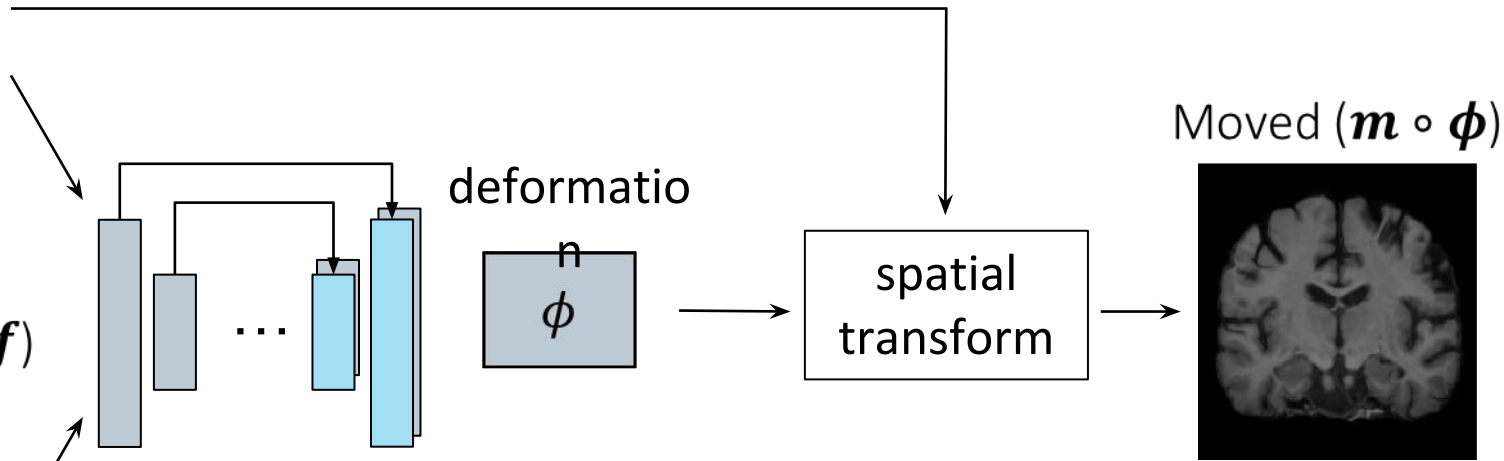 Moved (m ∘ ϕ)
deformatio
n
ϕ
spatial
transform
f)
...